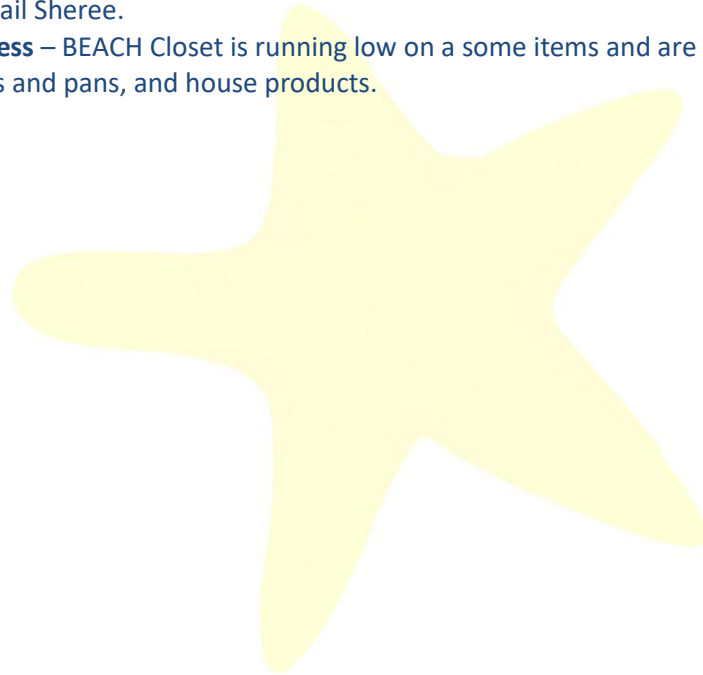 ail Sheree.
ess – BEACH Closet is running low on a some items and are
s and pans, and house products.